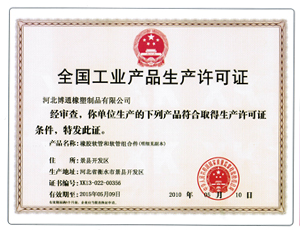 全国工业产品生产许可证
河北博通橡塑制品有限公司
经审查，你单位生产的下列产品符合取得生产许可证
条件，特发此证。
产品名称：橡胶软管和软管组合件(明细见副本)
住 所：景县开发区
生产地址：河北省衡水市景县开发区
证书编号：XK13-022-00356
有效期至：2015年05月09日
2010 年 05 月 10 日